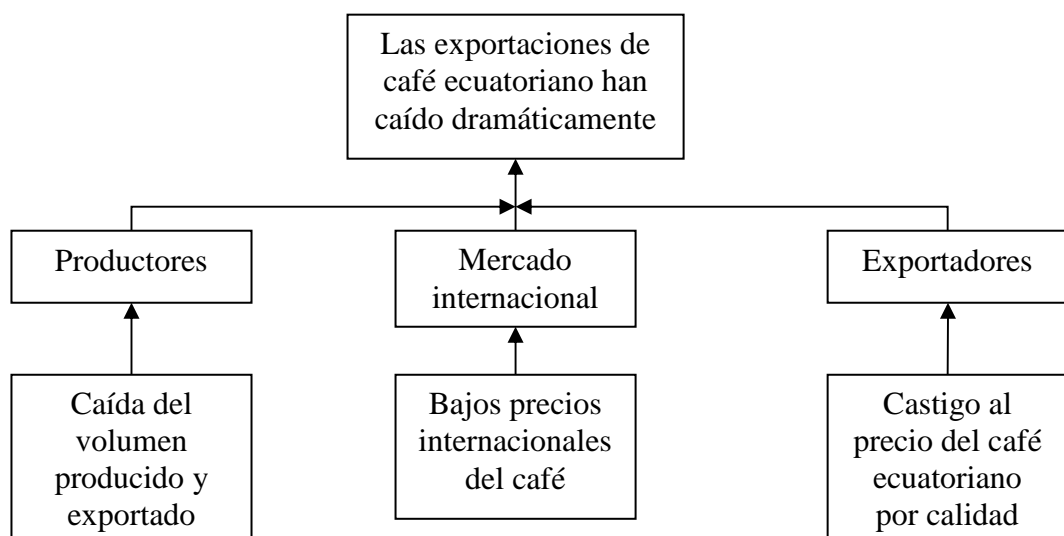 Las exportaciones de
café ecuatoriano han
caído dramáticamente
Productores
Mercado
internacional
Exportadores
Caída del
volumen
producido y
exportado
Bajos precios
internacionales
del café
Castigo al
precio del café
ecuatoriano
por calidad